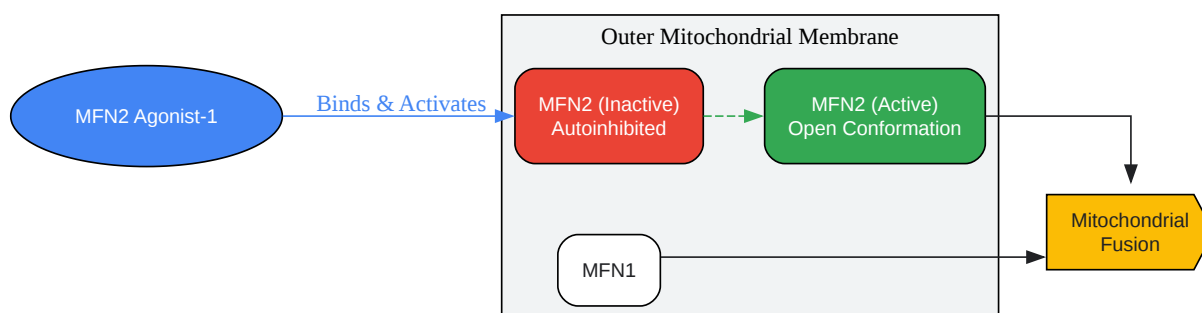 Outer Mitochondrial Membrane
MFN2 Agonist-1
Binds & Activates
MFN2 (Inactive)
Autoinhibited
MFN2 (Active)
Open Conformation
Mitochondrial
Fusion
MFN1